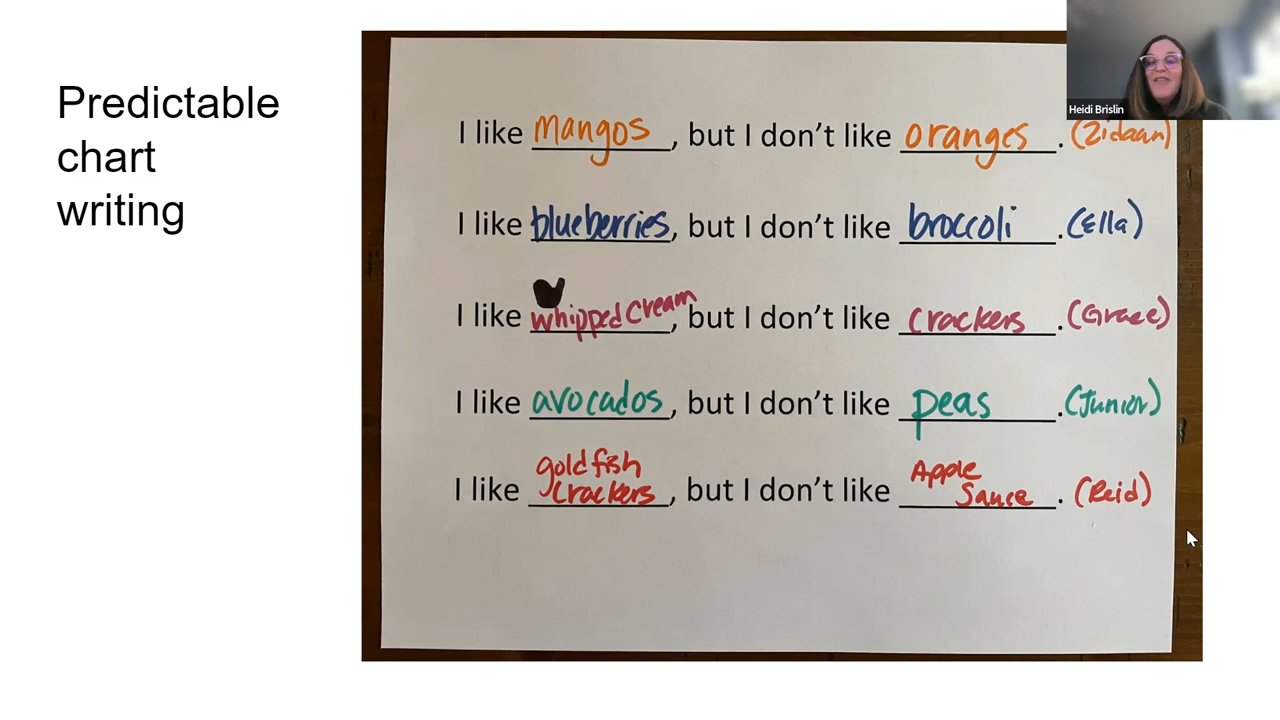 Predictable
chart
writing
Heidi Brislin
I like mangos, but I don't like oranges. (Zidaan)
I like blueberries, but I don't like broccoli. (Ella)
I like whipped cream, but I don't like crackers. (Grace)
I like avocados, but I don't like peas. (Junior)
I like goldfish crackers, but I don't like Apple Sauce. (Reid)